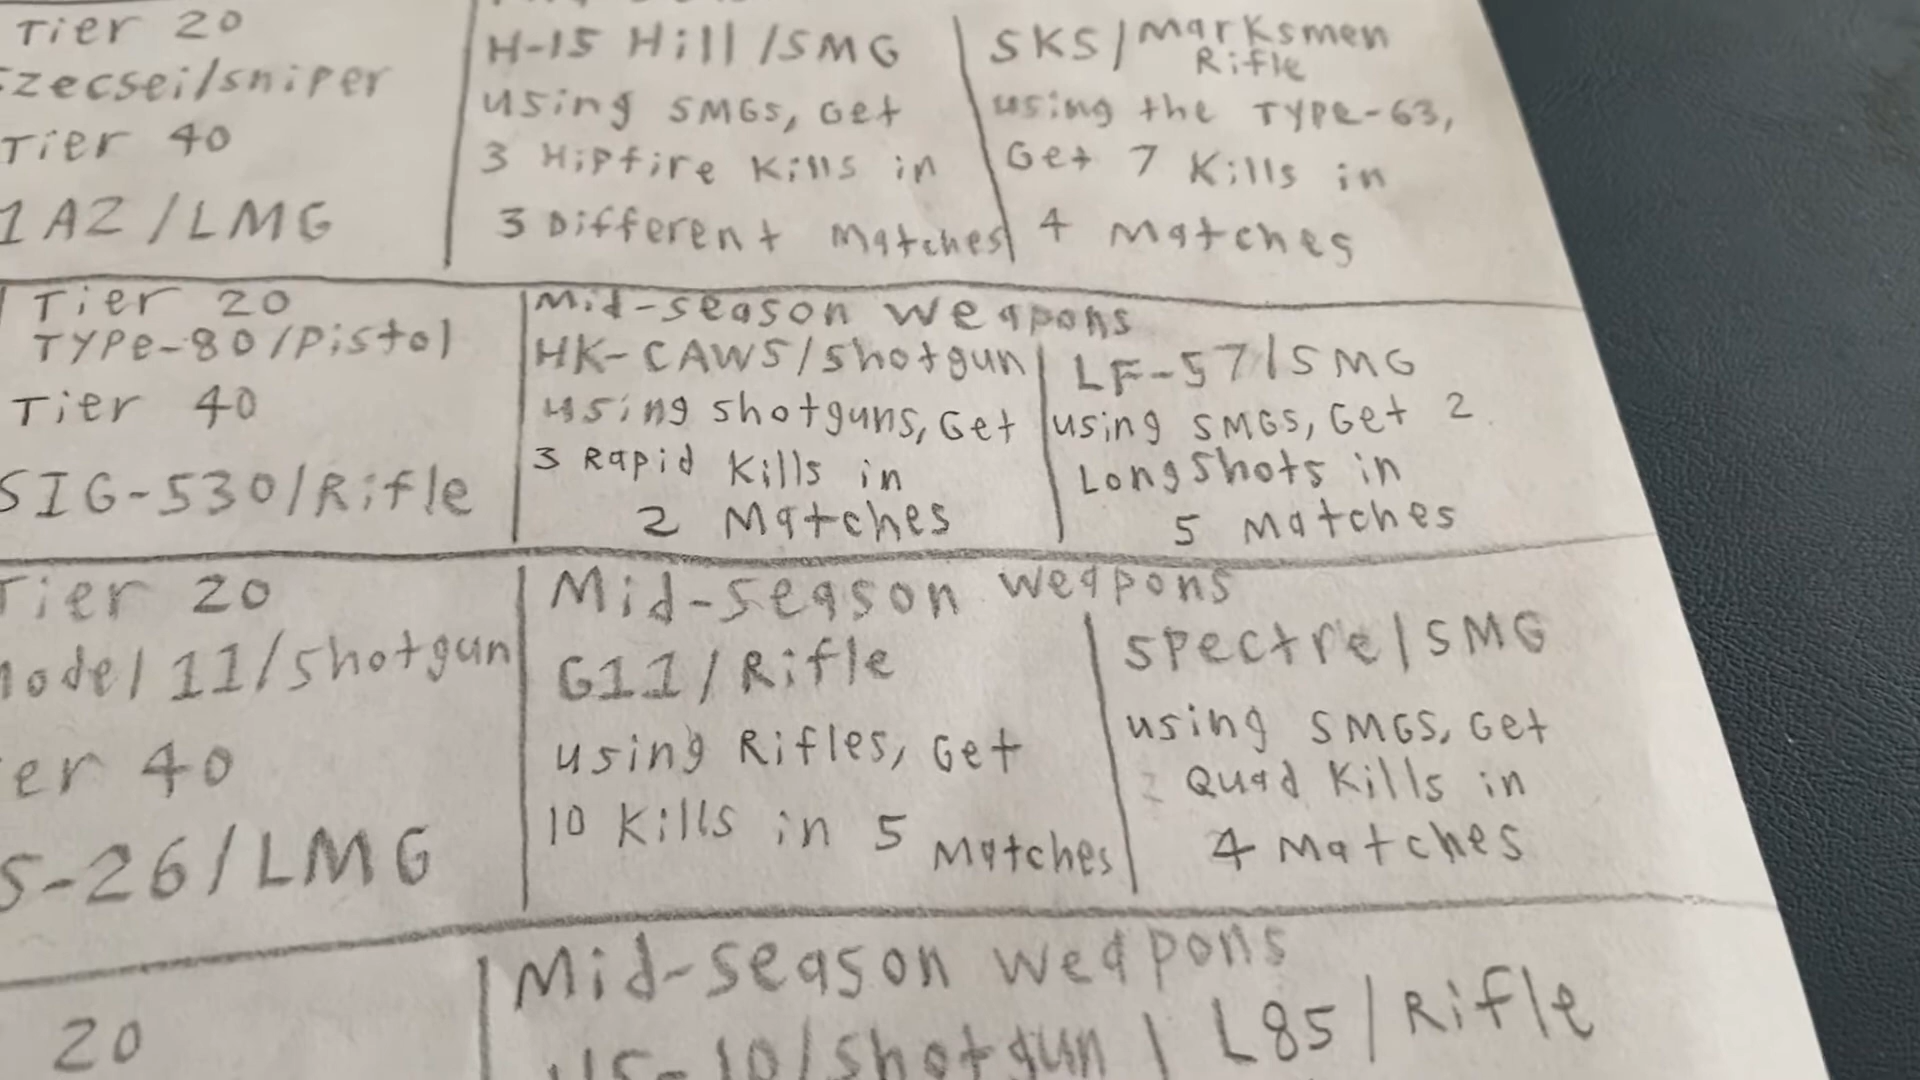 Tier 20
szecsei/sniper
Tier 40
1A2/LMG
H-15 Hill/SMG
using SMGs, Get
3 Hipfire Kills in
3 Different Matches
SKS/Marksmen
Rifle
using the Type-63,
Get 7 Kills in
4 Matches
Tier 20
Type-80/Pistol
Tier 40
SIG-530/Rifle
Mid-season weapons
HK-CAWS/shotgun
using shotguns, Get
3 Rapid Kills in
2 Matches
LF-57/SMG
using SMGS, Get 2
LongShots in
5 Matches
Tier 20
Model 11/shotgun
er 40
S-26/LMG
Mid-season weapons
G11/Rifle
using Rifles, Get
10 Kills in 5
Matches
Spectre/SMG
using SMGS, Get
Quad Kills in
4 Matches
20
Mid-season weapons
US-10/shotgun
L85/Rifle